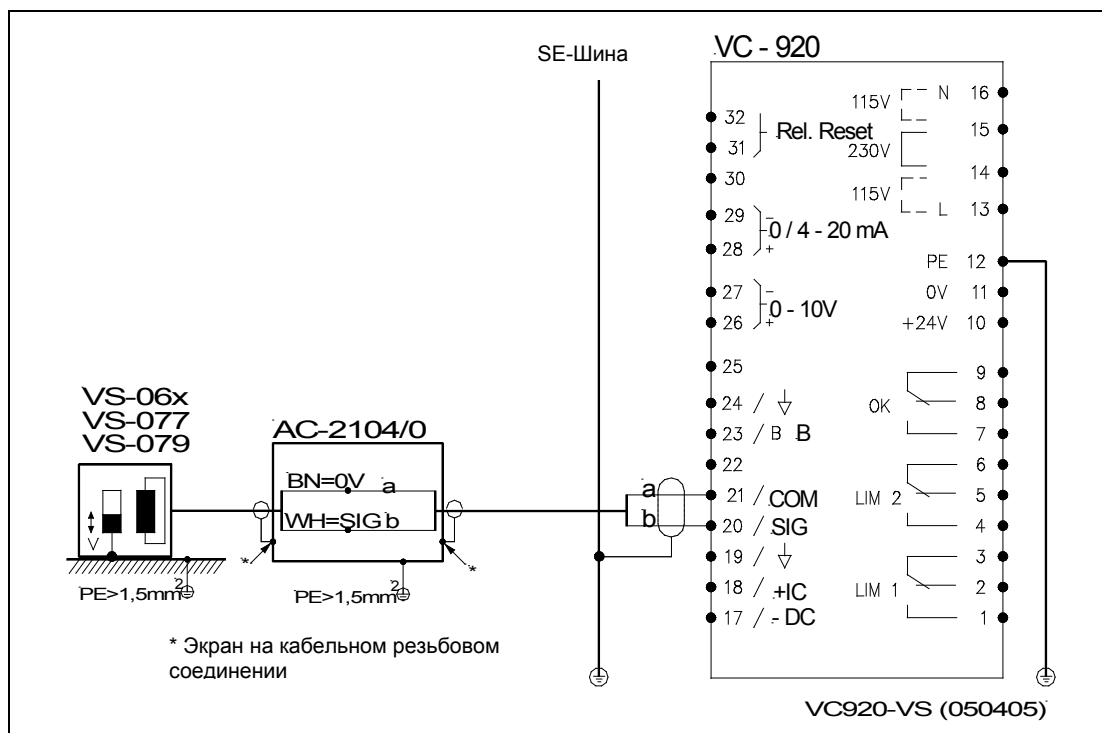 SE-Шина
VC - 920
32
31
Rel. Reset
30
29
28
-
+
0 / 4 - 20 mA
27
26
-
+
0 - 10V
25
24 /
23 / B B
22
21 / COM
20 / SIG
19 /
18 / +IC
17 / - DC
115V
N 16
15
230V
14
115V
L 13
PE 12
0V 11
+24V 10
9
OK 8
7
6
LIM 2 5
4
3
LIM 1 2
1
VS-06x
VS-077
VS-079
V
PE>1,5mm²
AC-2104/0
BN=0V a
WH=SIG b
*
*
PE>1,5mm²
a
b
* Экран на кабельном резьбовом
соединении
VC920-VS (050405)